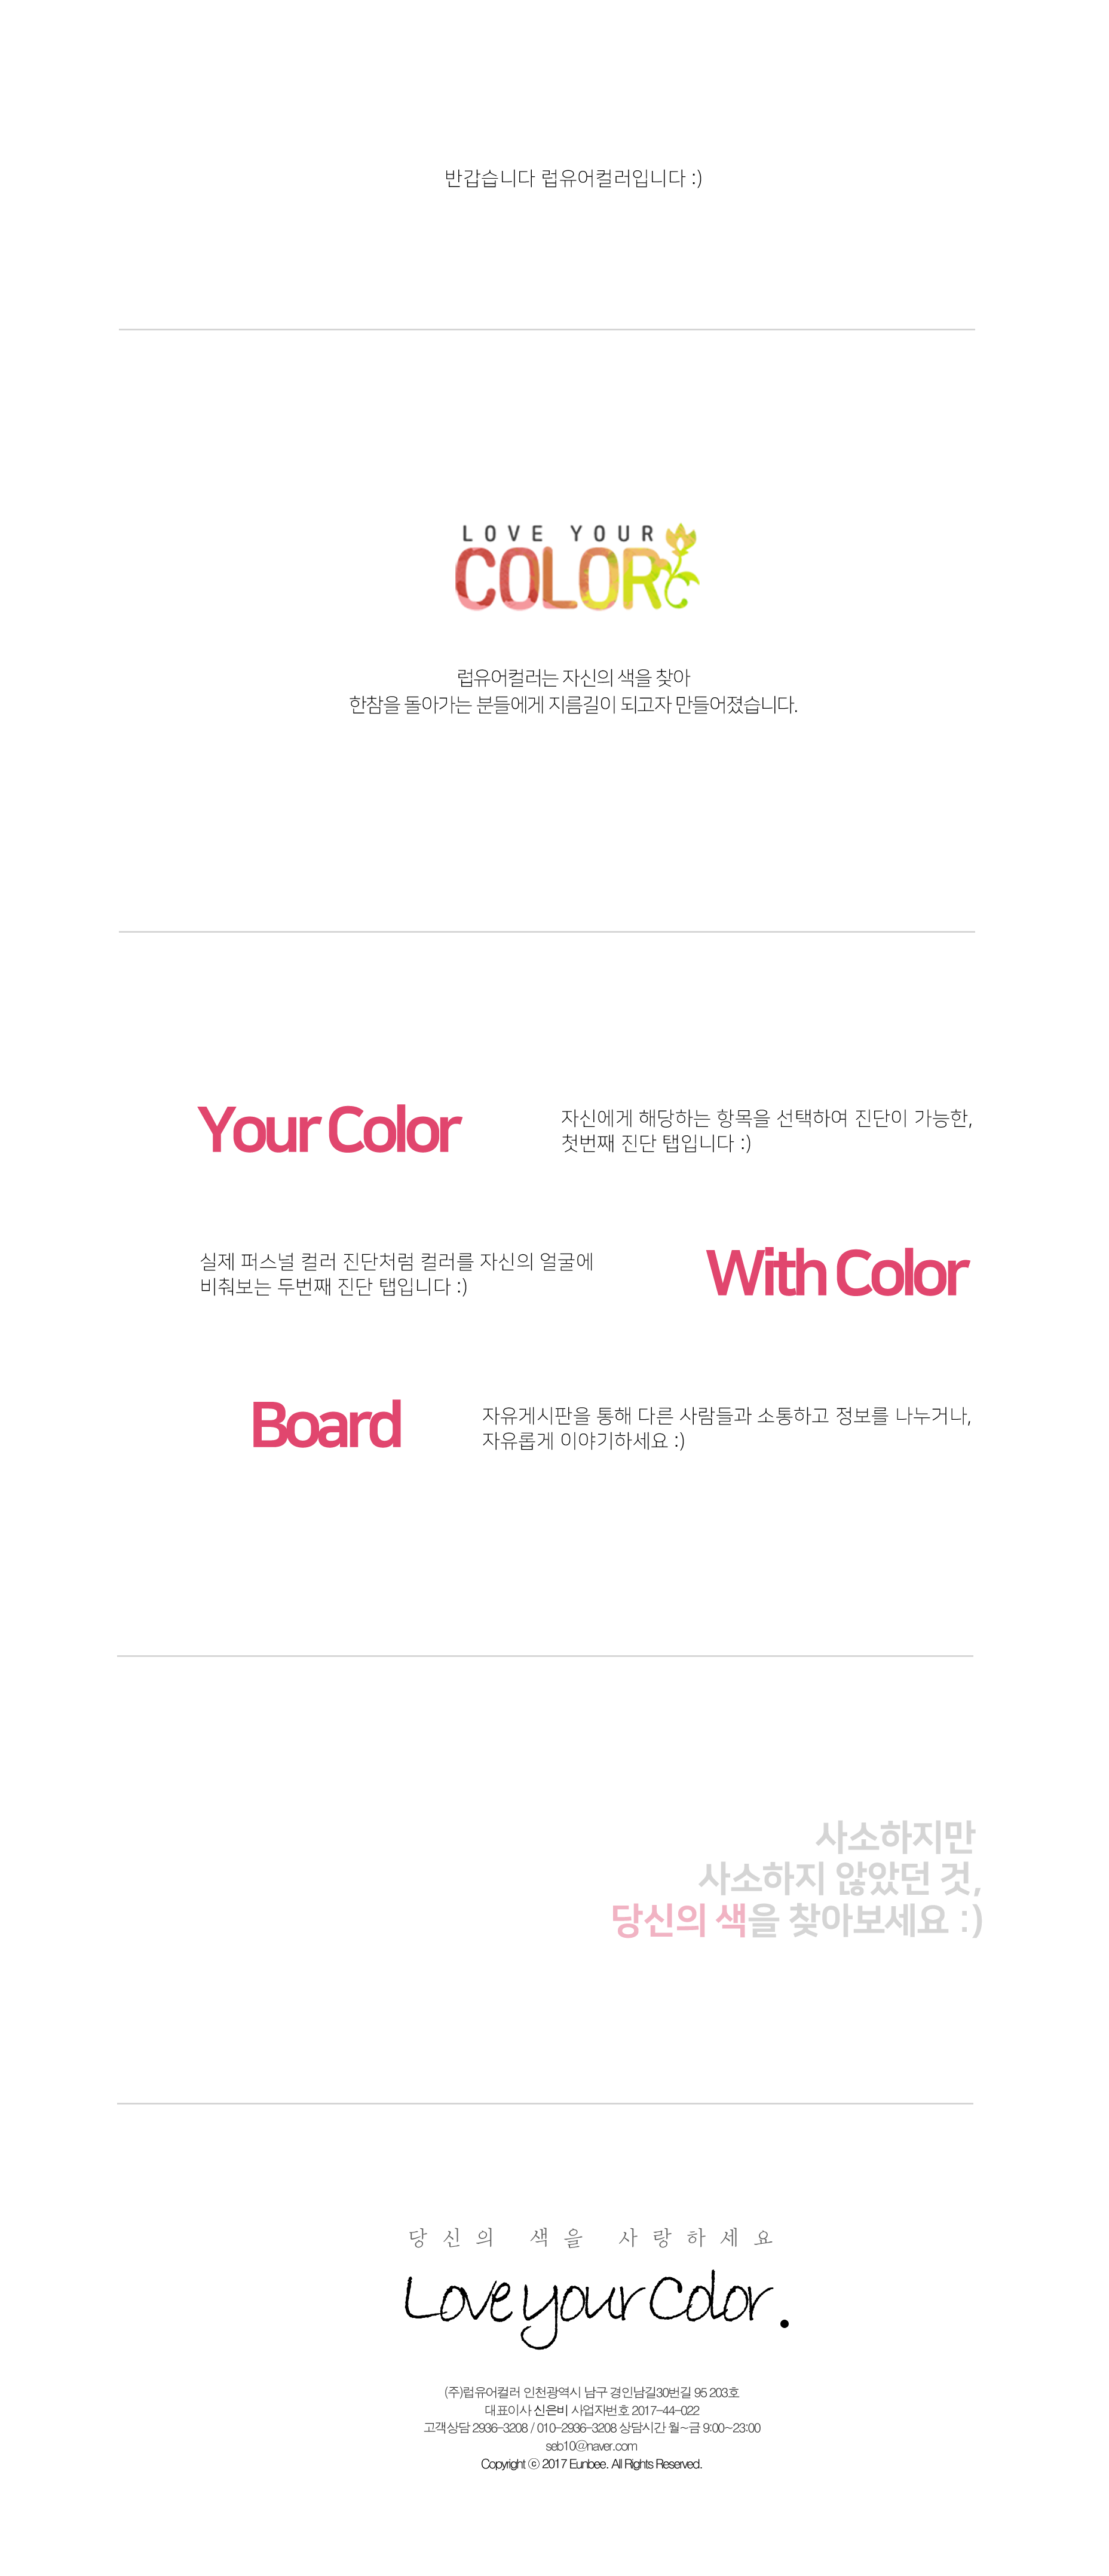 반갑습니다 럽유어컬러입니다 :)
LOVE YOUR
COLOR
럽유어컬러는 자신의 색을 찾아
한참을 돌아가는 분들에게 지름길이 되고자 만들어졌습니다.
Your Color
자신에게 해당하는 항목을 선택하여 진단이 가능한,
첫번째 진단 탭입니다 :)
실제 퍼스널 컬러 진단처럼 컬러를 자신의 얼굴에
비춰보는 두번째 진단 탭입니다 :)
With Color
Board
자유게시판을 통해 다른 사람들과 소통하고 정보를 나누거나,
자유롭게 이야기하세요 :)
사소하지만
사소하지 않았던 것,
당신의 색을 찾아보세요 :)
당신의 색을 사랑하세요
Love your Color.
(주)럽유어컬러 인천광역시 남구 경인남길30번길 95 203호
대표이사 신은비 사업자번호 2017-44-022
고객상담 2936-3208 / 010-2936-3208 상담시간 월~금 9:00~23:00
seb10@naver.com
Copyright ⓒ 2017 Eunbee. All Rights Reserved.